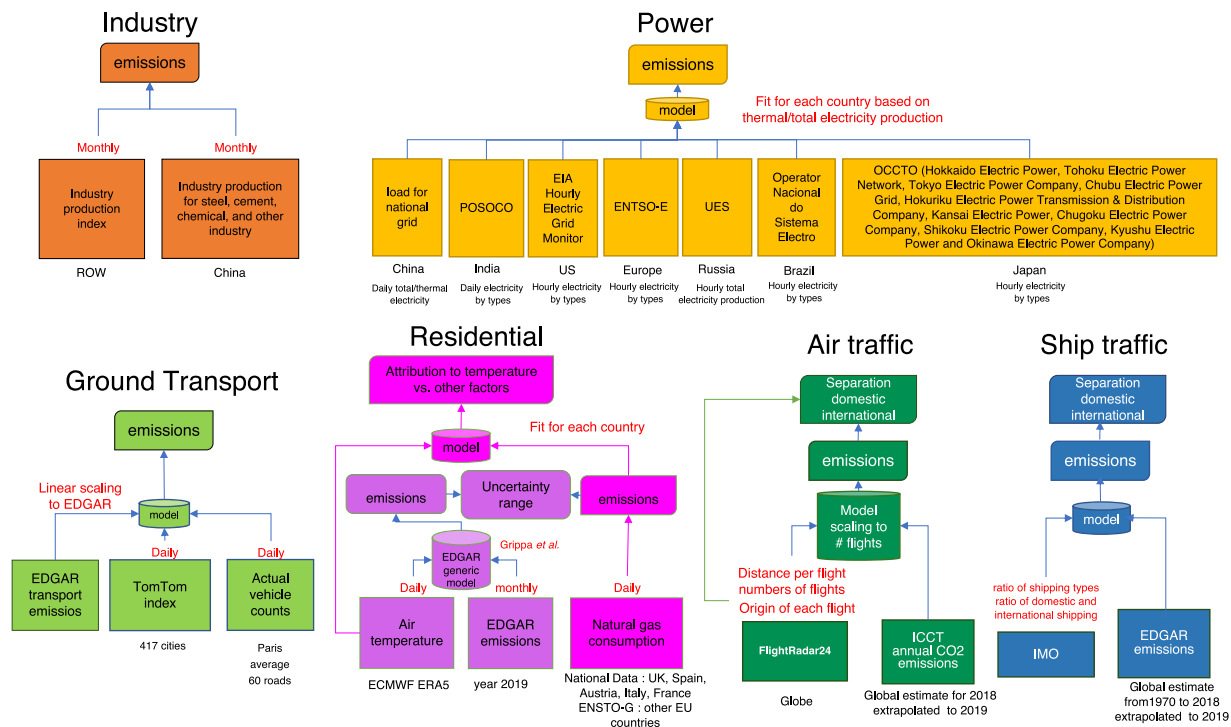 Industry
emissions
Monthly
Monthly
Industry
production
index
Industry production
for steel, cement,
chemical, and other
industry
ROW
China
Power
emissions
model
Fit for each country based on
thermal/total electricity production
load for
national
grid
POSOCO
EIA
Hourly
Electric
Grid
Monitor
ENTSO-E
UES
Operator
Nacional
do
Sistema
Electro
OCCTO (Hokkaido Electric Power, Tohoku Electric Power
Network, Tokyo Electric Power Company, Chubu Electric Power
Grid, Hokuriku Electric Power Transmission & Distribution
Company, Kansai Electric Power, Chugoku Electric Power
Company, Shikoku Electric Power Company, Kyushu Electric
Power and Okinawa Electric Power Company)
China
Daily total/thermal
electricity
India
Daily electricity
by types
US
Hourly electricity
by types
Europe
Hourly electricity
by types
Russia
Hourly total
electricity production
Brazil
Hourly electricity
by types
Japan
Hourly electricity
by types
Ground Transport
emissions
Linear scaling
to EDGAR
model
Daily
Daily
EDGAR
transport
emissios
TomTom
index
Actual
vehicle
counts
417 cities
Paris
average
60 roads
Residential
Attribution to temperature
vs. other factors
model
Fit for each country
emissions
Uncertainty
range
emissions
Grippa et al.
EDGAR
generic
model
Daily
monthly
Daily
Air
temperature
EDGAR
emissions
Natural gas
consumption
ECMWF ERA5
year 2019
National Data : UK, Spain,
Austria, Italy, France
ENSTO-G : other EU
countries
Air traffic
Separation
domestic
international
emissions
Model
scaling to
# flights
Distance per flight
numbers of flights
Origin of each flight
FlightRadar24
ICCT
annual CO2
emissions
Globe
Global estimate for 2018
extrapolated to 2019
Ship traffic
Separation
domestic
international
emissions
model
ratio of shipping types
ratio of domestic and
international shipping
IMO
EDGAR
emissions
Global estimate
from1970 to 2018
extrapolated to 2019